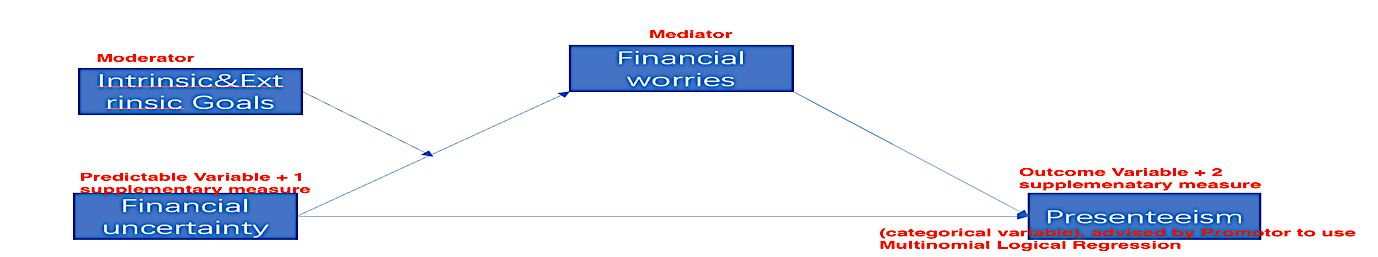 Mediator
Financial
worries
Moderator
Intrinsic&Ext
rinsic Goals
Predictable Variable + 1
supplementary measure
Financial
uncertainty
Outcome Variable + 2
supplemenatary measure
Presenteeism
(categorical variable), advised by Promotor to use
Multinomial Logical Regression